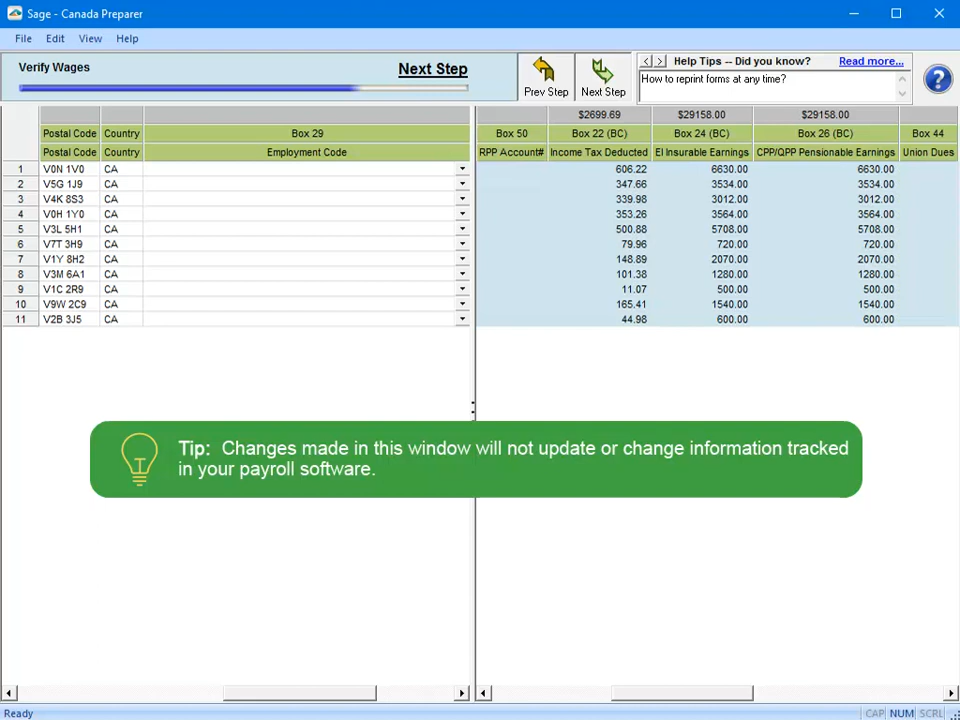 Sage - Canada Preparer
File Edit View Help
Verify Wages
Next Step
Prev Step
Next Step
Help Tips -- Did you know?
Read more...
How to reprint forms at any time?
$2699.69 $29158.00 $29158.00
Postal Code Country Box 29 Box 50 Box 22 (BC) Box 24 (BC) Box 26 (BC) Box 44
Postal Code Country Employment Code RPP Account# Income Tax Deducted EI Insurable Earnings CPP/QPP Pensionable Earnings Union Dues
1 V0N 1V0 CA 606.22 6630.00 6630.00
2 V5G 1J9 CA 347.66 3534.00 3534.00
3 V4K 8S3 CA 339.98 3012.00 3012.00
4 V0H 1Y0 CA 353.26 3564.00 3564.00
5 V3L 5H1 CA 500.88 5708.00 5708.00
6 V7T 3H9 CA 79.96 720.00 720.00
7 V1Y 8H2 CA 148.89 2070.00 2070.00
8 V3M 6A1 CA 101.38 1280.00 1280.00
9 V1C 2R9 CA 11.07 500.00 500.00
10 V9W 2C9 CA 165.41 1540.00 1540.00
11 V2B 3J5 CA 44.98 600.00 600.00
Tip: Changes made in this window will not update or change information tracked
in your payroll software.
Ready CAP NUM SCRL